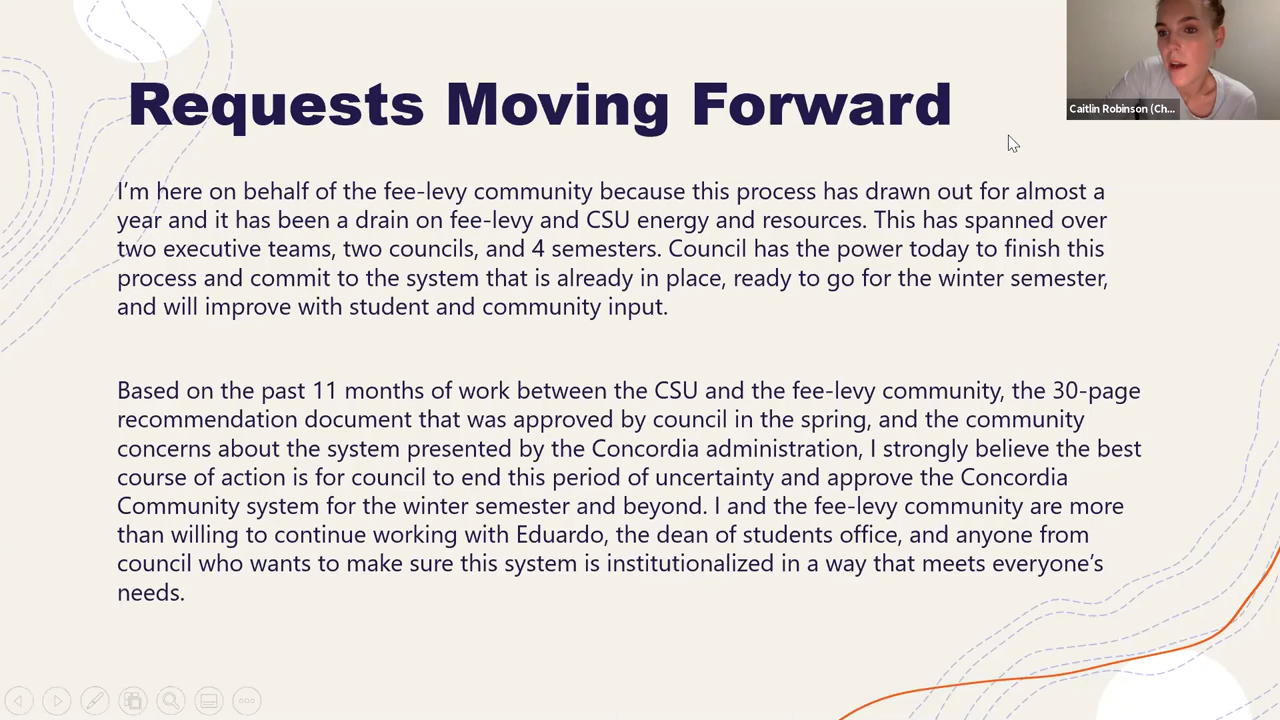 Requests Moving Forward
Caitlin Robinson (Ch...
I'm here on behalf of the fee-levy community because this process has drawn out for almost a
year and it has been a drain on fee-levy and CSU energy and resources. This has spanned over
two executive teams, two councils, and 4 semesters. Council has the power today to finish this
process and commit to the system that is already in place, ready to go for the winter semester,
and will improve with student and community input.
Based on the past 11 months of work between the CSU and the fee-levy community, the 30-page
recommendation document that was approved by council in the spring, and the community
concerns about the system presented by the Concordia administration, I strongly believe the best
course of action is for council to end this period of uncertainty and approve the Concordia
Community system for the winter semester and beyond. I and the fee-levy community are more
than willing to continue working with Eduardo, the dean of students office, and anyone from
council who wants to make sure this system is institutionalized in a way that meets everyone's
needs.